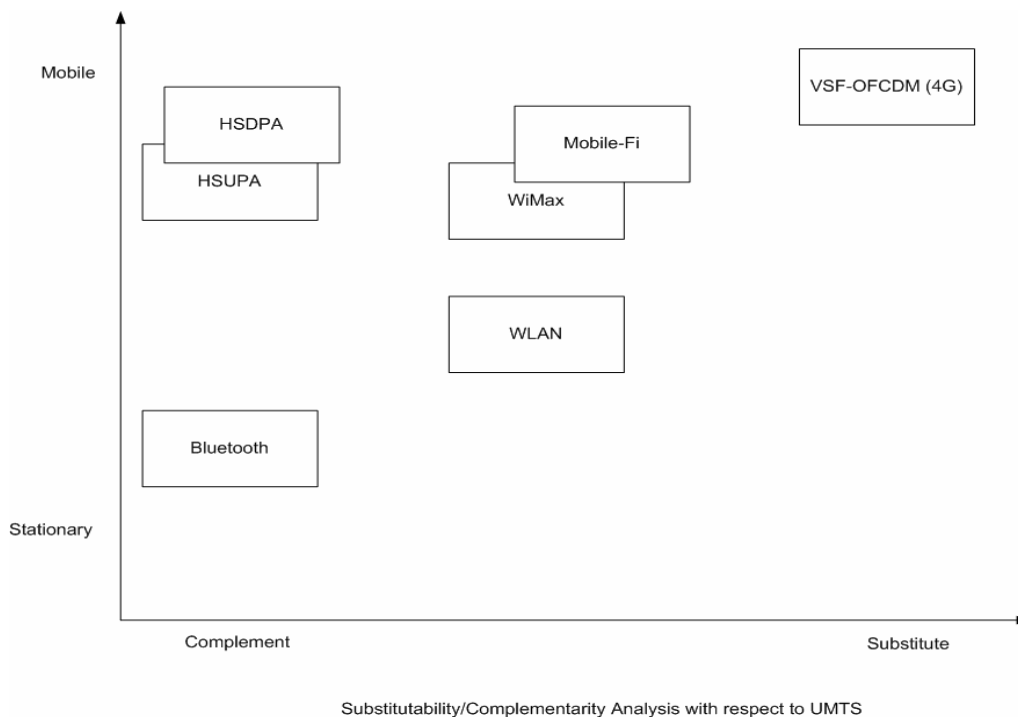 Mobile
VSF-OFCDM (4G)
HSDPA
Mobile-Fi
HSUPA
WiMax
WLAN
Bluetooth
Stationary
Complement
Substitute
Substitutability/Complementarity Analysis with respect to UMTS